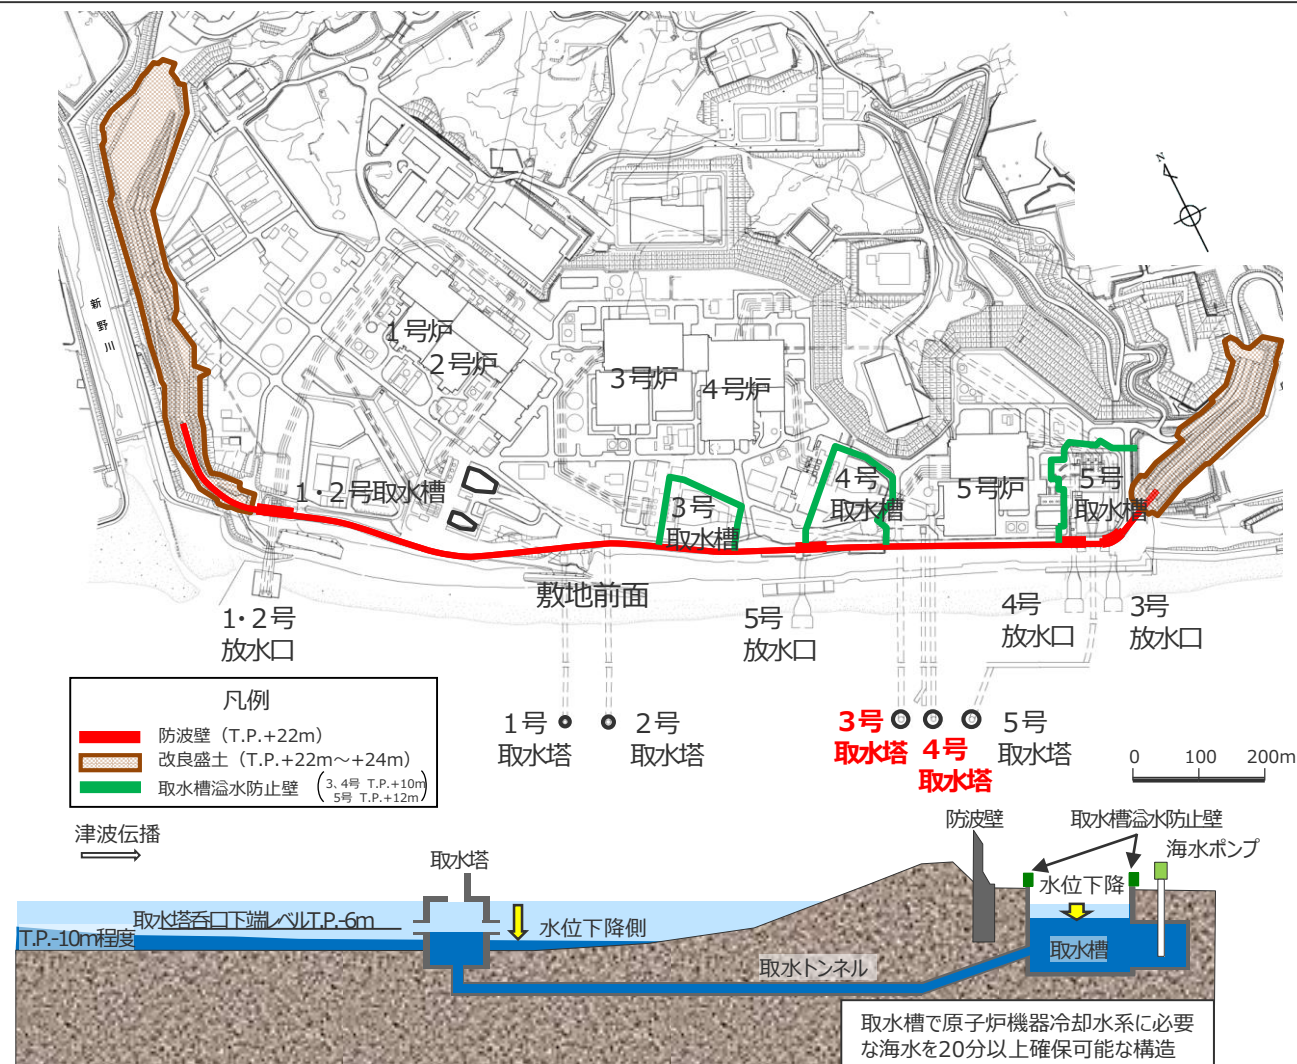 N
新野川
1号炉
2号炉
3号炉
4号炉
5号炉
1・2号取水槽
3号
取水槽
4号
取水槽
5号
取水槽
敷地前面
1・2号
放水口
5号
放水口
4号
放水口
3号
放水口
1号
取水塔
2号
取水塔
3号
取水塔
4号
取水塔
5号
取水塔
0 100 200m
凡例
防波壁（T.P.+22m）
改良盛土（T.P.+22m～+24m）
取水槽溢水防止壁（3、4号 T.P.+10m
5号 T.P.+12m）
津波伝播
取水塔
防波壁
取水槽溢水防止壁
海水ポンプ
水位下降
取水塔呑口下端レベルT.P.-6m
水位下降側
T.P.-10m程度
取水槽
取水トンネル
取水槽で原子炉機器冷却水系に必要
な海水を20分以上確保可能な構造